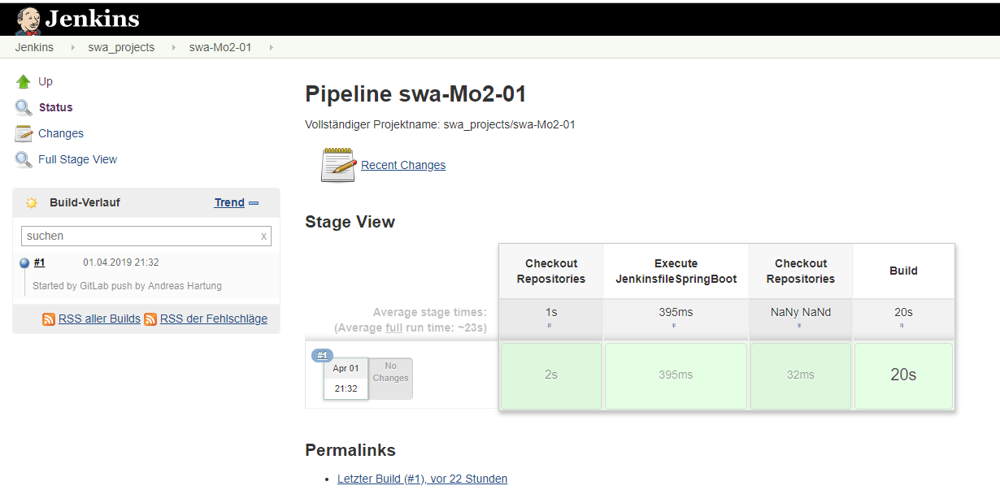 Jenkins
Jenkins swa_projects swa-Mo2-01
Up
Status
Changes
Full Stage View
Build-Verlauf Trend
suchen x
#1 01.04.2019 21:32
Started by GitLab push by Andreas Hartung
RSS aller Builds RSS der Fehlschläge
Pipeline swa-Mo2-01
Vollständiger Projektname: swa_projects/swa-Mo2-01
Recent Changes
Stage View
Checkout Repositories
Execute JenkinsfileSpringBoot
Checkout Repositories
Build
Average stage times: 1s 395ms NaNy NaNd 20s
(Average full run time: ~23s)
#1
Apr 01
21:32
No Changes
2s 395ms 32ms 20s
Permalinks
Letzter Build (#1), vor 22 Stunden